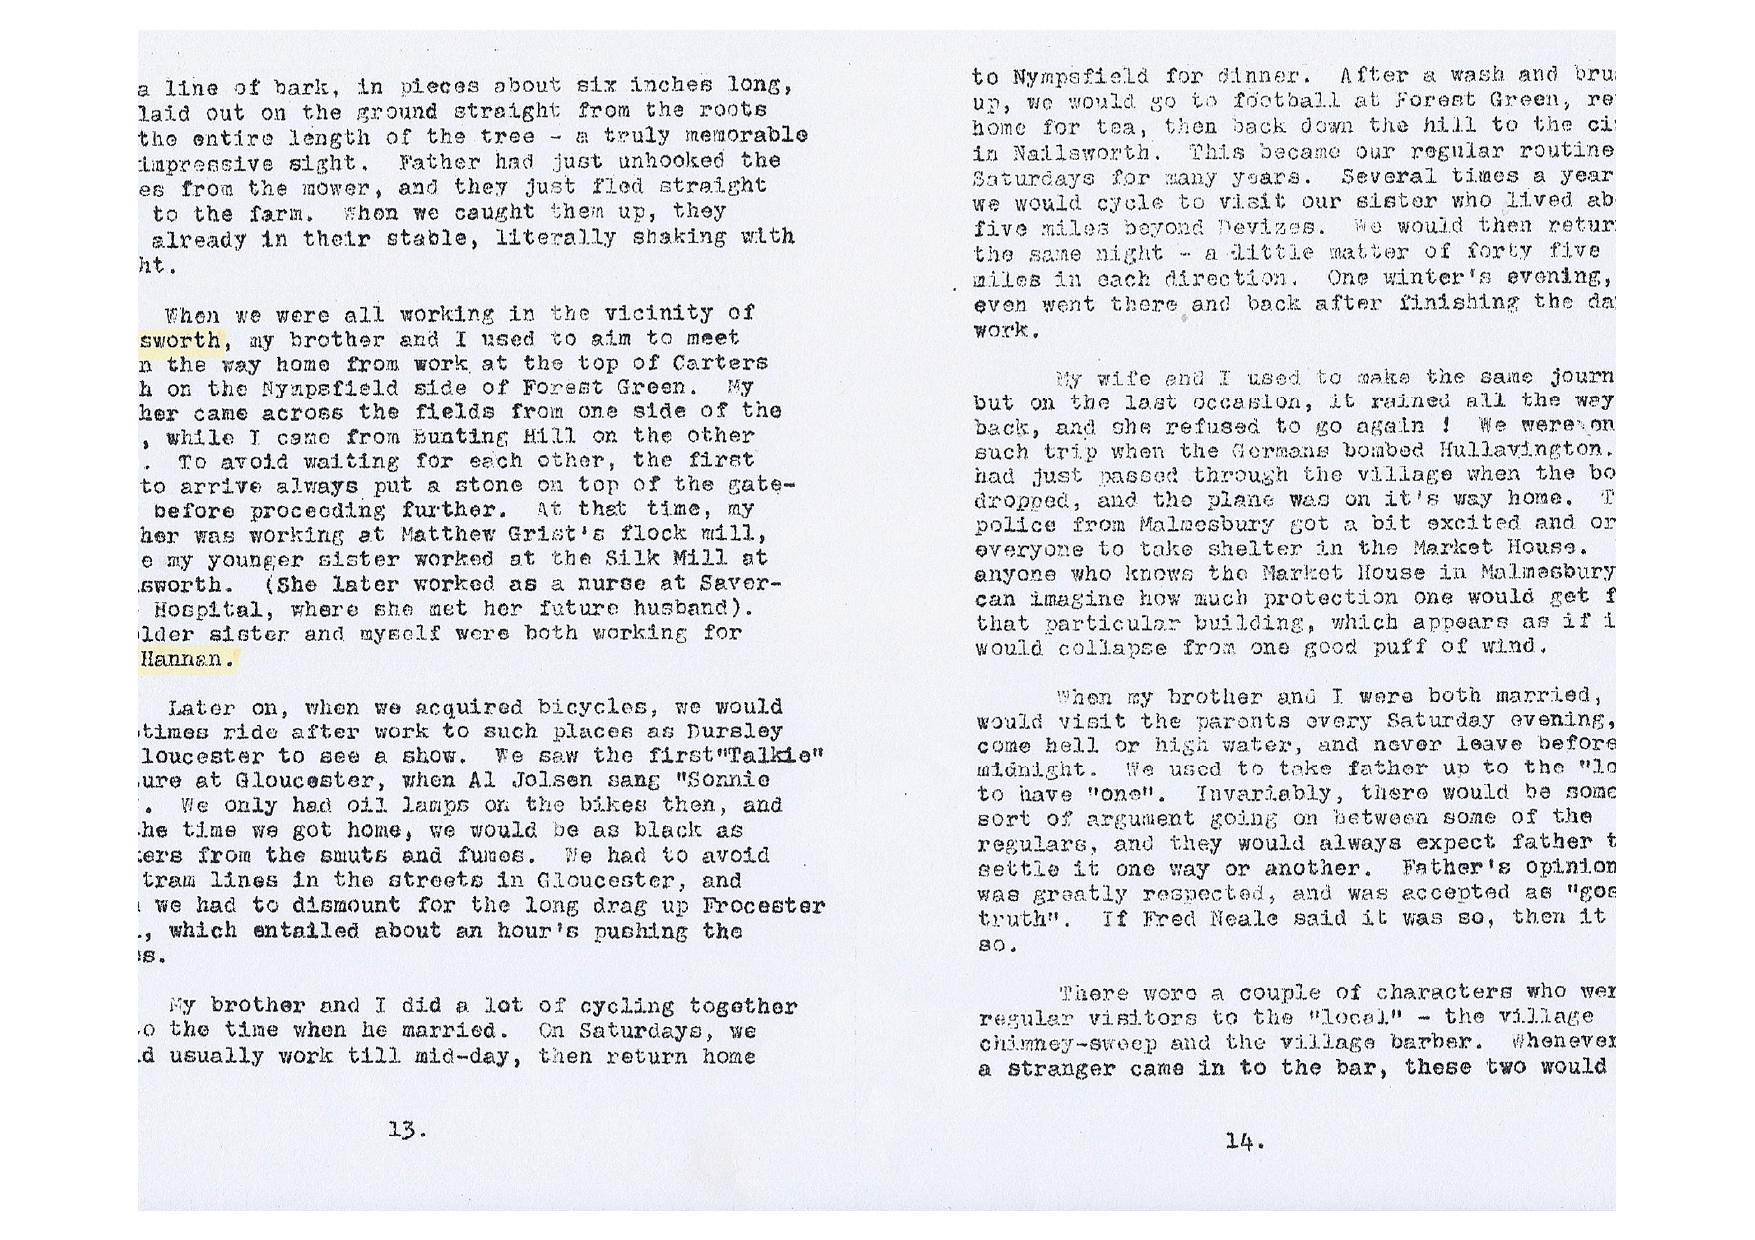 a line of bark, in pieces about six inches long,
laid out on the ground straight from the roots
the entire length of the tree - a truly memorable
impressive sight. Father had just unhooked the
es from the mower, and they just fled straight
to the farm. When we caught them up, they
already in their stable, literally shaking with
ht.
When we were all working in the vicinity of
sworth, my brother and I used to aim to meet
n the way home from work at the top of Carters
h on the Nympsfield side of Forest Green. My
her came across the fields from one side of the
, while I came from Bunting Hill on the other
. To avoid waiting for each other, the first
to arrive always put a stone on top of the gate-
before proceeding further. At that time, my
her was working at Matthew Grist's flock mill,
e my younger sister worked at the Silk Mill at
sworth. (She later worked as a nurse at Saver-
Hospital, where she met her future husband).
lder sister and myself were both working for
Hannan.
Later on, when we acquired bicycles, we would
times ride after work to such places as Dursley
loucester to see a show. We saw the first"Talkie"
ure at Gloucester, when Al Jolsen sang "Sonnie
. We only had oil lamps on the bikes then, and
he time we got home, we would be as black as
ers from the smuts and fumes. We had to avoid
tram lines in the streets in Gloucester, and
we had to dismount for the long drag up Frocester
., which entailed about an hour's pushing the
s.
My brother and I did a lot of cycling together
o the time when he married. On Saturdays, we
d usually work till mid-day, then return home
13.
to Nympsfield for dinner. After a wash and bru
up, we would go to football at Forest Green, re
home for tea, then back down the hill to the ci
in Nailsworth. This became our regular routine
Saturdays for many years. Several times a year
we would cycle to visit our sister who lived ab
five miles beyond Devizes. We would then retur
the same night - a little matter of forty five
miles in each direction. One winter's evening,
even went there and back after finishing the da
work.
My wife and I used to make the same journ
but on the last occasion, it rained all the way
back, and she refused to go again ! We were on
such trip when the Germans bombed Hullavington.
had just passed through the village when the bo
dropped, and the plane was on it's way home. T
police from Malmesbury got a bit excited and or
everyone to take shelter in the Market House.
anyone who knows the Market House in Malmesbury
can imagine how much protection one would get f
that particular building, which appears as if i
would collapse from one good puff of wind.
When my brother and I were both married,
would visit the parents every Saturday evening,
come hell or high water, and never leave before
midnight. We used to take father up to the "lo
to have "one". Invariably, there would be some
sort of argument going on between some of the
regulars, and they would always expect father t
settle it one way or another. Father's opinion
was greatly respected, and was accepted as "gos
truth". If Fred Neale said it was so, then it
so.
There were a couple of characters who wer
regular visitors to the "local" - the village
chimney-sweep and the village barber. Whenever
a stranger came in to the bar, these two would
14.